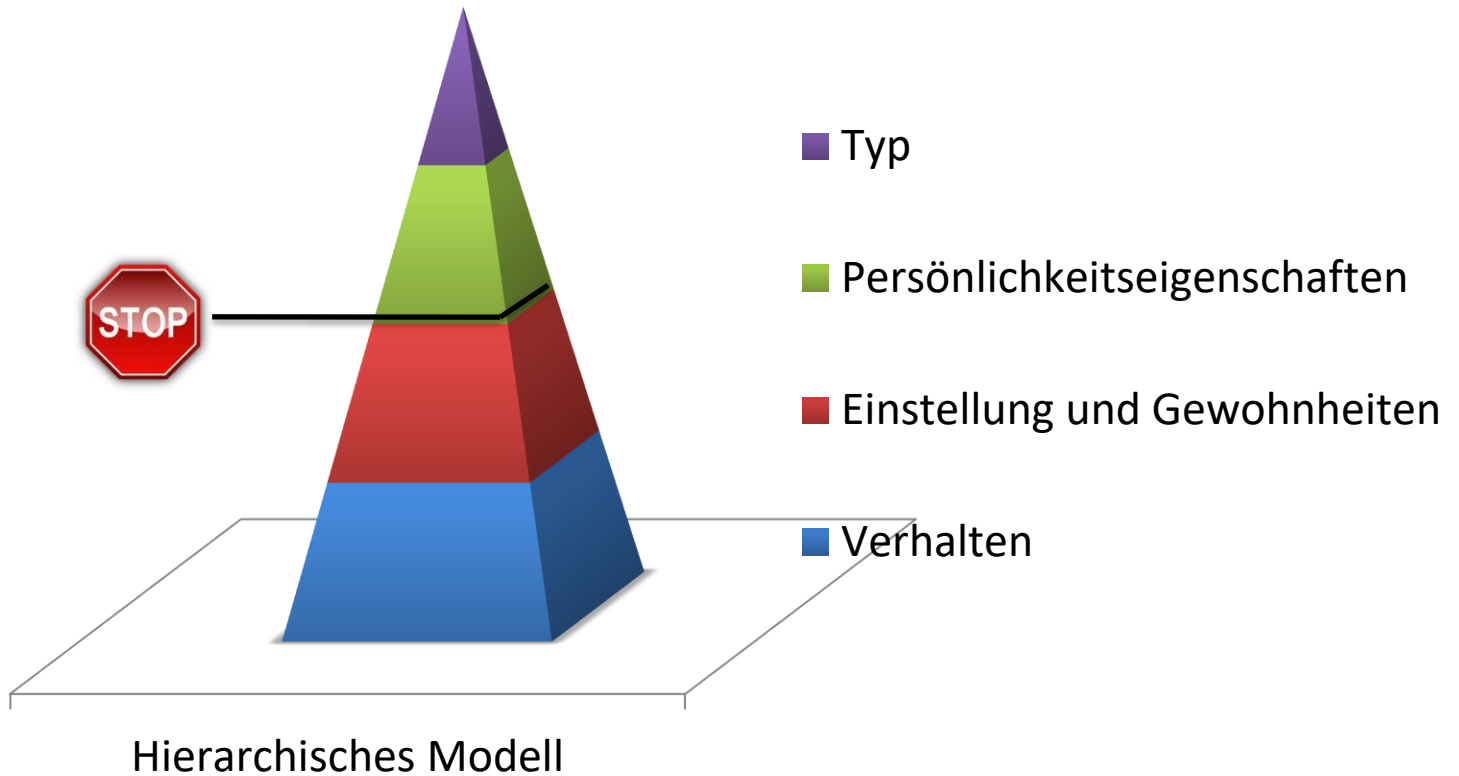 Typ
Persönlichkeitseigenschaften
STOP
Einstellung und Gewohnheiten
Verhalten
Hierarchisches Modell